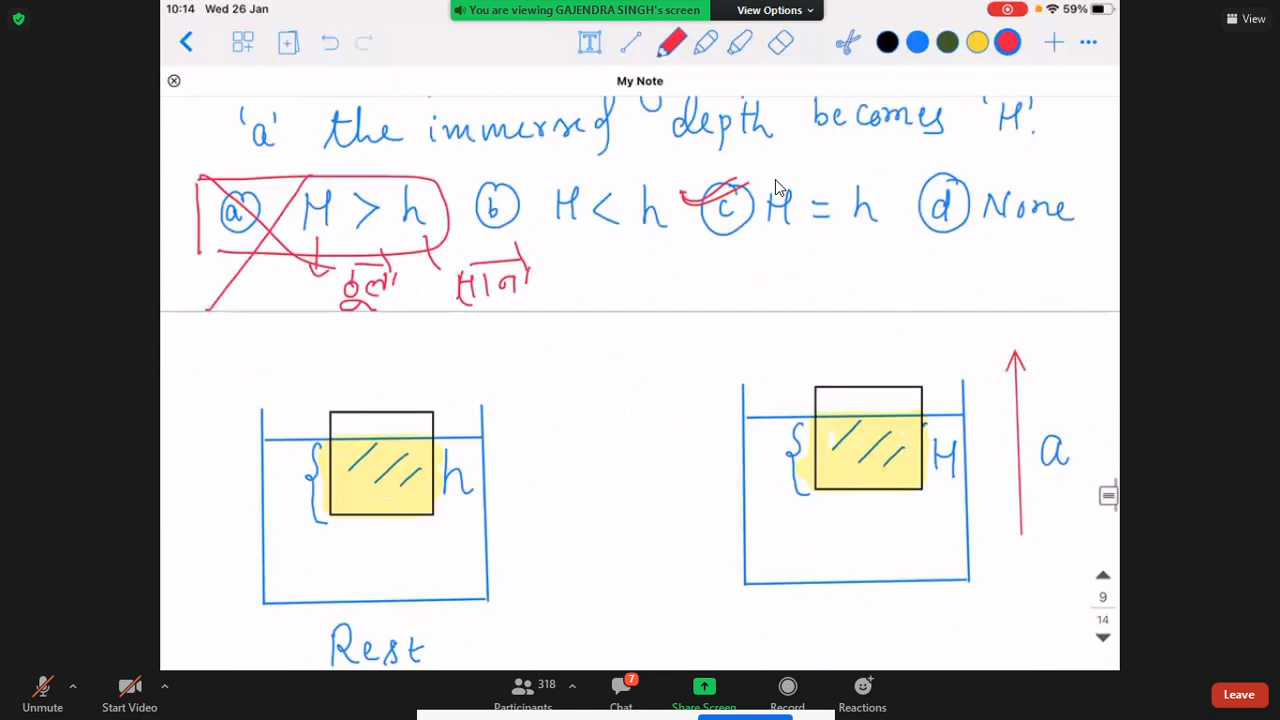 10:14 Wed 26 Jan
You are viewing GAJENDRA SINGH's screen
View Options
59%
View
My Note
'a' the immersed depth becomes 'H'.
(a) H > h (b) H < h (c) H = h (d) None
h
H
a
9
14
Rest
Unmute
Start Video
318
Participants
7
Chat
Share Screen
Record
Reactions
Leave